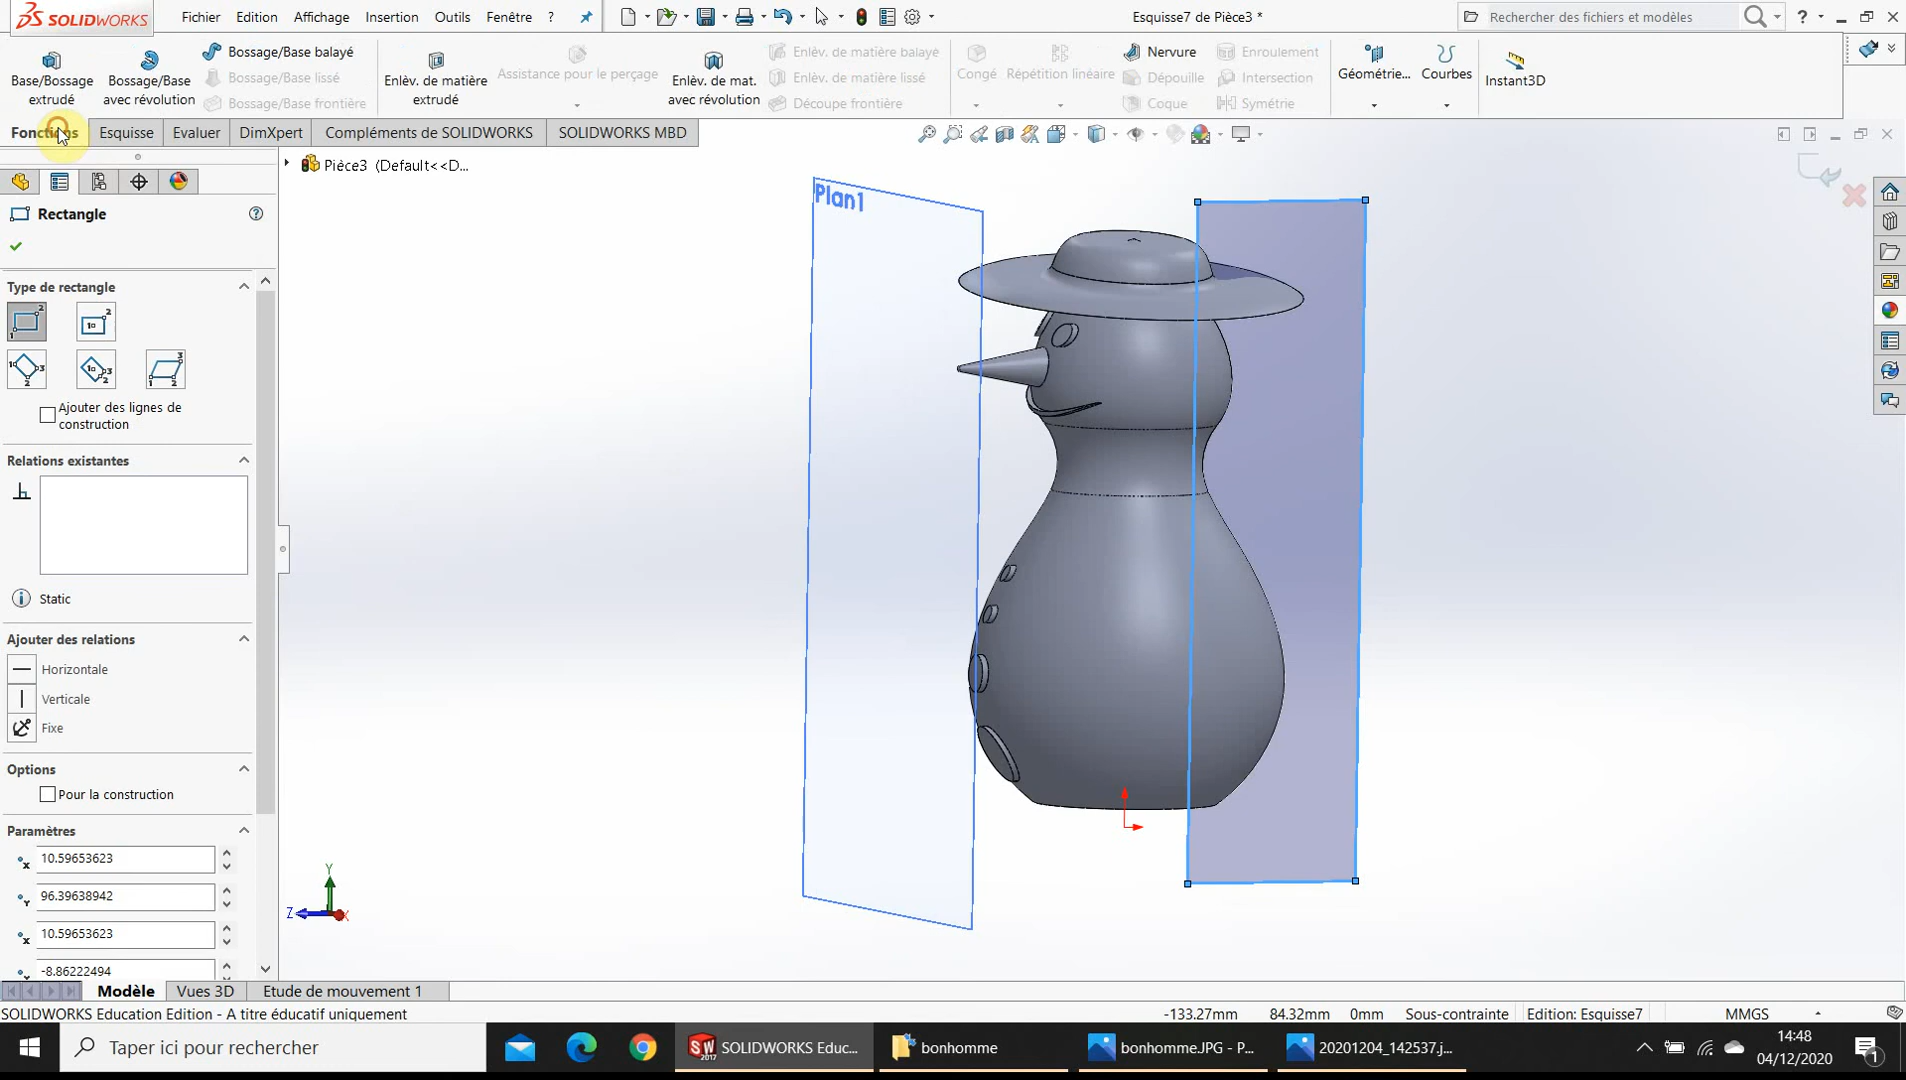 SOLIDWORKS
Fichier Edition Affichage Insertion Outils Fenêtre ?
Esquisse7 de Pièce3 *
Rechercher des fichiers et modèles
Base/Bossage extrudé
Bossage/Base avec révolution
Bossage/Base balayé
Bossage/Base lissé
Bossage/Base frontière
Enlèv. de matière extrudé
Assistance pour le perçage
Enlèv. de mat. avec révolution
Enlèv. de matière balayé
Enlèv. de matière lissé
Découpe frontière
Congé
Répétition linéaire
Nervure
Dépouille
Coque
Enroulement
Intersection
Symétrie
Géométrie...
Courbes
Instant3D
Fonctions Esquisse Evaluer DimXpert Compléments de SOLIDWORKS SOLIDWORKS MBD
Pièce3 (Default<<D...
Plan1
Rectangle
Type de rectangle
Ajouter des lignes de
construction
Relations existantes
Static
Ajouter des relations
Horizontale
Verticale
Fixe
Options
Pour la construction
Paramètres
10.59653623
96.39638942
10.59653623
-8.86222494
Y
Z
X
Modèle Vues 3D Etude de mouvement 1
SOLIDWORKS Education Edition - A titre éducatif uniquement
-133.27mm 84.32mm 0mm Sous-contrainte Edition: Esquisse7 MMGS
Taper ici pour rechercher
SOLIDWORKS Educ...
bonhomme
bonhomme.JPG - P...
20201204_142537.j...
14:48
04/12/2020
1